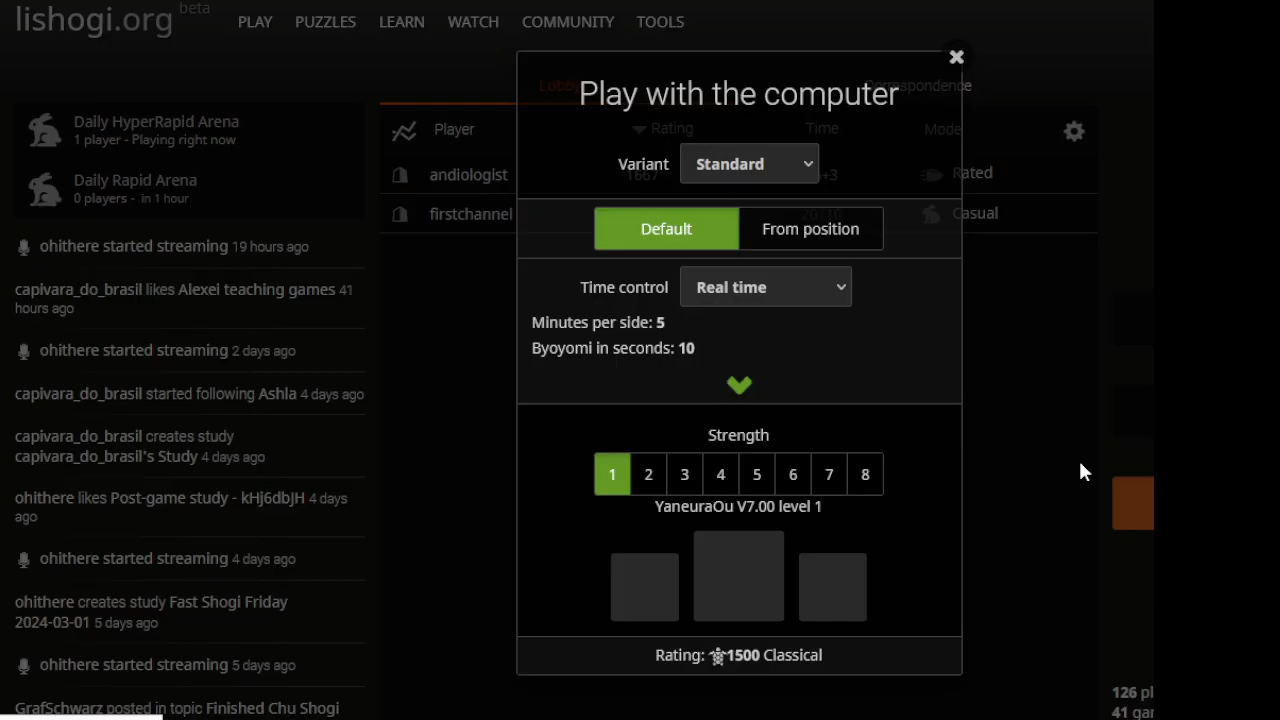 lishogi.org beta
PLAY PUZZLES LEARN WATCH COMMUNITY TOOLS
Daily HyperRapid Arena
1 player - Playing right now
Daily Rapid Arena
0 players - in 1 hour
ohithere started streaming 19 hours ago
capivara_do_brasil likes Alexei teaching games 41
hours ago
ohithere started streaming 2 days ago
capivara_do_brasil started following Ashla 4 days ago
capivara_do_brasil creates study
capivara_do_brasil's Study 4 days ago
ohithere likes Post-game study - kHj6dbJH 4 days
ago
ohithere started streaming 4 days ago
ohithere creates study Fast Shogi Friday
2024-03-01 5 days ago
ohithere started streaming 5 days ago
GrafSchwarz posted in topic Finished Chu Shogi
Correspondence
Player Rating Time Mode
andiologist 1667 +3 Rated
firstchannel Casual
Play with the computer
Variant Standard
Default From position
Time control Real time
Minutes per side: 5
Byoyomi in seconds: 10
Strength
1 2 3 4 5 6 7 8
YaneuraOu V7.00 level 1
Rating: 1500 Classical
126 pl
41 gar